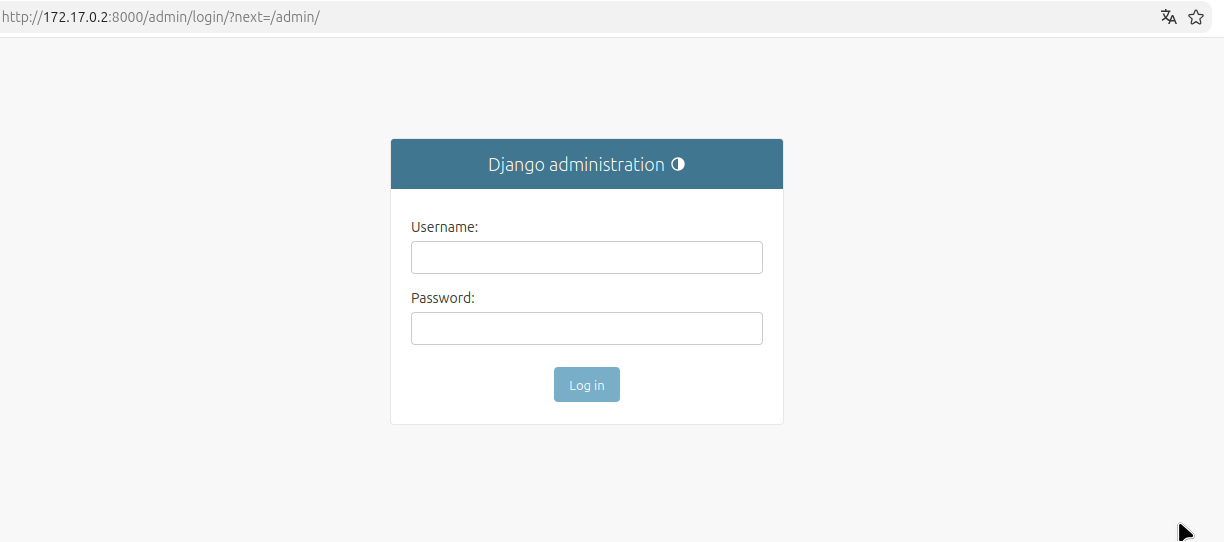 http://172.17.0.2:8000/admin/login/?next=/admin/
Django administration
Username:
Password:
Log in